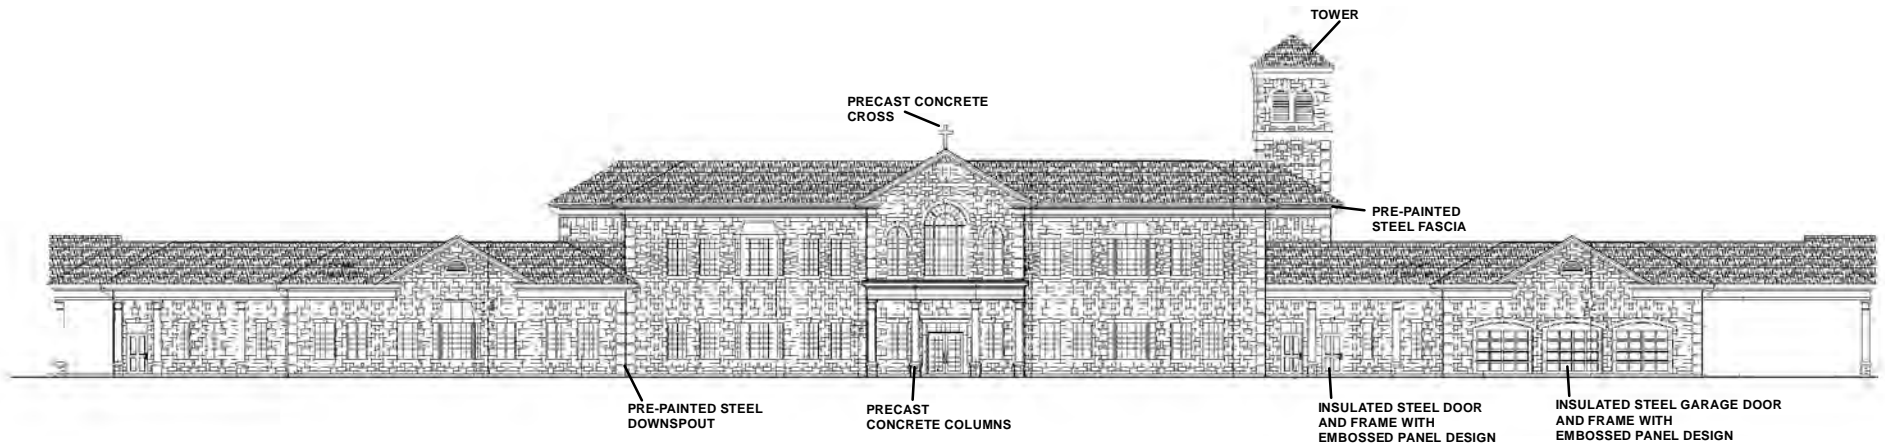 TOWER
PRECAST CONCRETE
CROSS
PRE-PAINTED
STEEL FASCIA
PRE-PAINTED STEEL
DOWNSPOUT
PRECAST
CONCRETE COLUMNS
INSULATED STEEL DOOR
AND FRAME WITH
EMBOSSED PANEL DESIGN
INSULATED STEEL GARAGE DOOR
AND FRAME WITH
EMBOSSED PANEL DESIGN